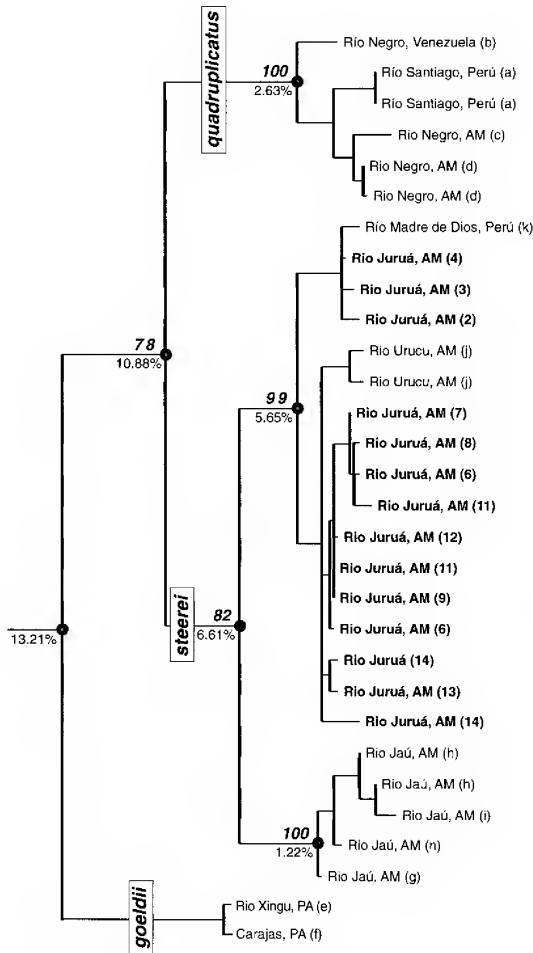 quadruplicatus
100
2.63%
Río Negro, Venezuela (b)
Río Santiago, Perú (a)
Río Santiago, Perú (a)
Rio Negro, AM (c)
Rio Negro, AM (d)
Rio Negro, AM (d)
78
10.88%
13.21%
steerei
82
6.61%
99
5.65%
Río Madre de Dios, Perú (k)
Rio Juruá, AM (4)
Rio Juruá, AM (3)
Rio Juruá, AM (2)
Rio Urucu, AM (j)
Rio Urucu, AM (j)
Rio Juruá, AM (7)
Rio Juruá, AM (8)
Rio Juruá, AM (6)
Rio Juruá, AM (11)
Rio Juruá, AM (12)
Rio Juruá, AM (11)
Rio Juruá, AM (9)
Rio Juruá, AM (6)
Rio Juruá (14)
Rio Juruá, AM (13)
Rio Juruá, AM (14)
100
1.22%
Rio Jaú, AM (h)
Rio Jaú, AM (h)
Rio Jaú, AM (i)
Rio Jaú, AM (n)
Rio Jaú, AM (g)
goeldii
Rio Xingu, PA (e)
Carajas, PA (f)